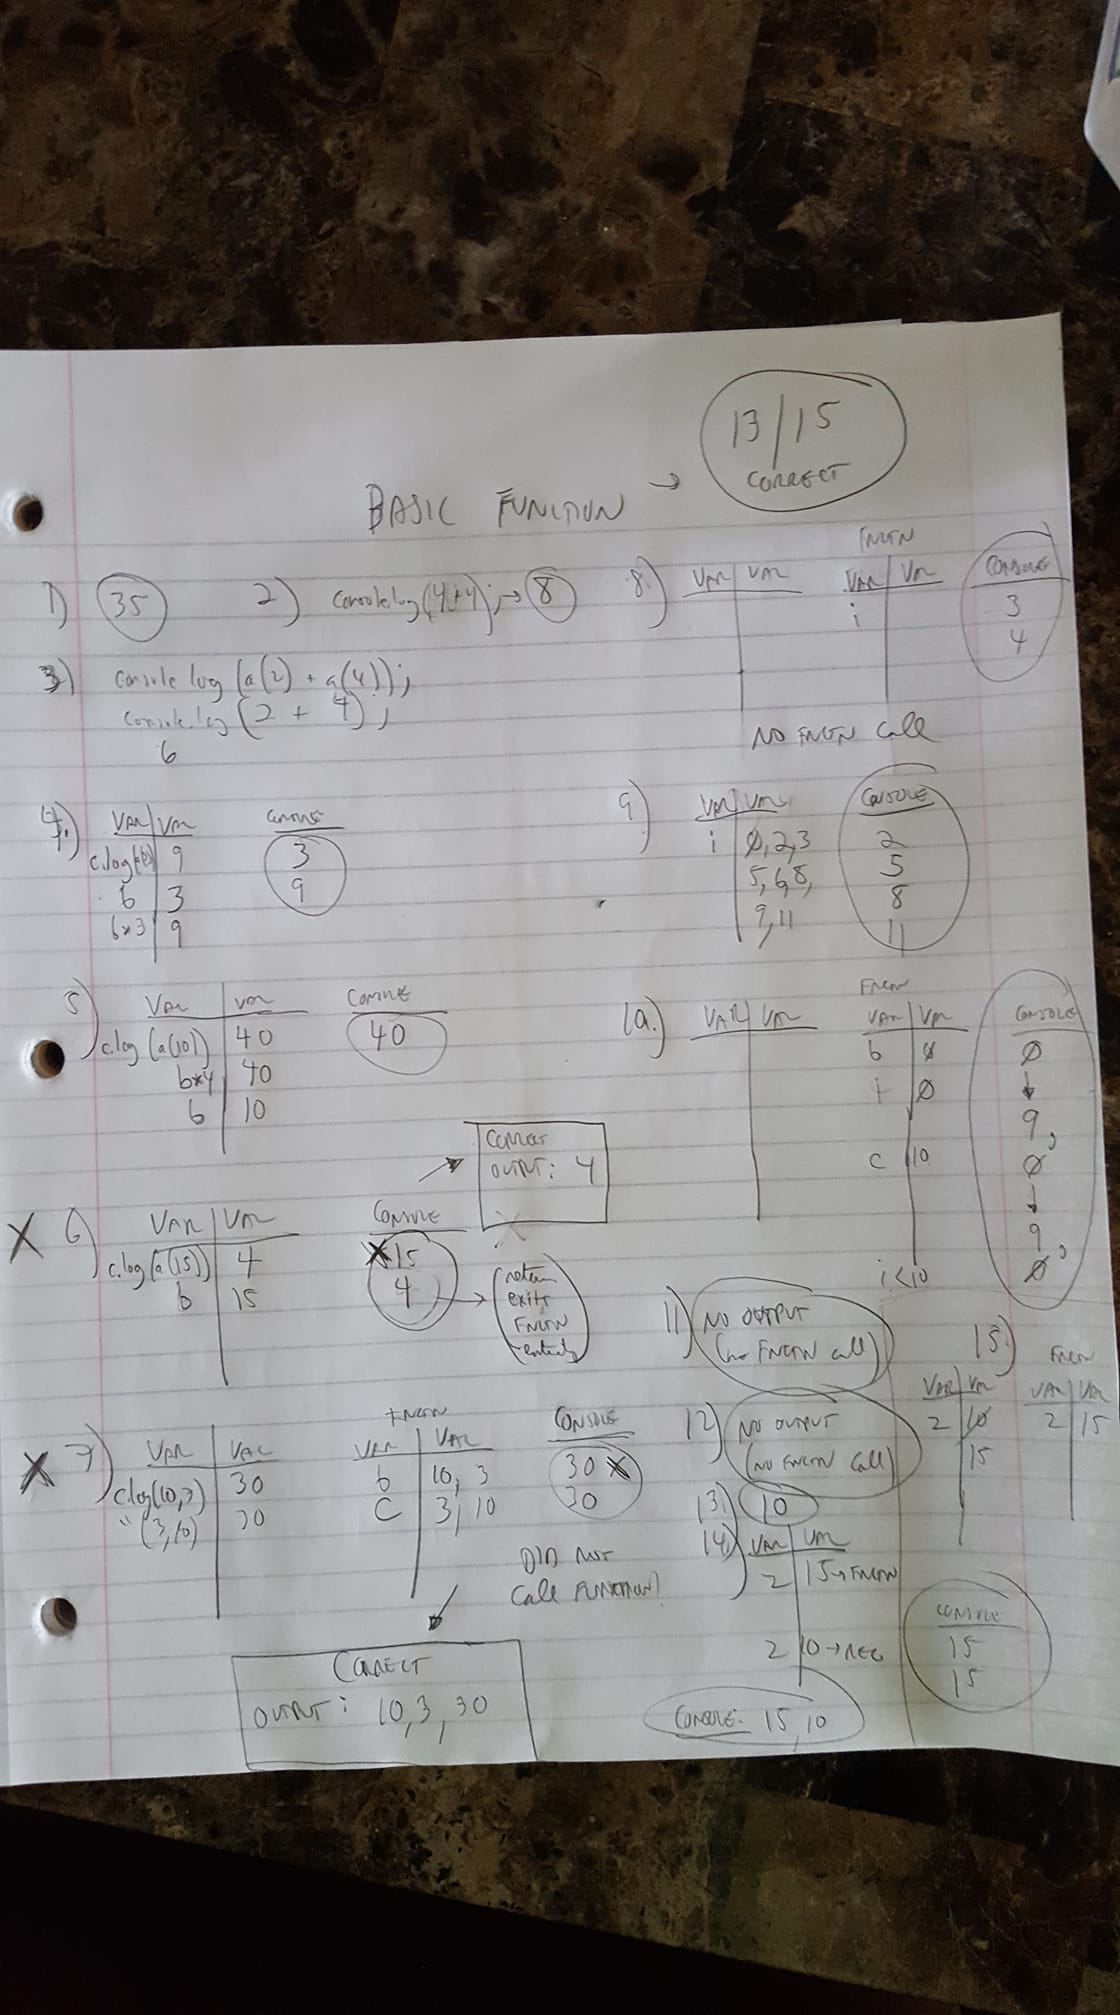 13/15
CORRECT
BASIC FUNCTION →
1) 35
2) console.log(4+4); → 8
3) console log (a(2) + a(4));
console.log (2 + 4);
6
4.) VAR | VAL
c.log( | 9
b | 3
b*3 | 9
CONSOLE
3
9
5) VAR | VAL
c.log (a(10)) | 40
b*4 | 40
b | 10
CONSOLE
40
X 6) VAR | VAL
c.log(a(15)) | 4
b | 15
CONSOLE
X 15
4 →
return
exits
FNCTN
entirely
CORRECT
OUTPUT: 4
X 7) VAR | VAL
c.log(10,3) | 30
" (3,10) | 30
FNCTN
VAR | VAL
b | 10, 3
C | 3, 10
CONSOLE
30 X
30
DID NOT
Call FUNCTION!
CORRECT
OUTPUT: 10,3,30
8.) VAR | VAL
FNCTN
VAR | VAL
i
CONSOLE
3
4
NO FNCTN Call
9) VAR | VAL
i | 0,2,3
5,6,8,
9,11
CONSOLE
2
5
8
11
10.) VAR | VAL
FNCTN
VAR | VAL
b | 0
i | 0
C | 10
i<10
CONSOLE
0
↓
9,
0
↓
9,
0
11) NO OUTPUT
(no FNCTN call)
12) NO OUTPUT
(NO FNCTN Call)
13.) 10
14.) VAR | VAL
2 | 15→FNCTN
2 | 10→REG
CONSOLE: 15,10
15.) VAR | VAL
2 | 10
15
FNCTN
VAR | VAL
2 | 15
CONSOLE
15
15